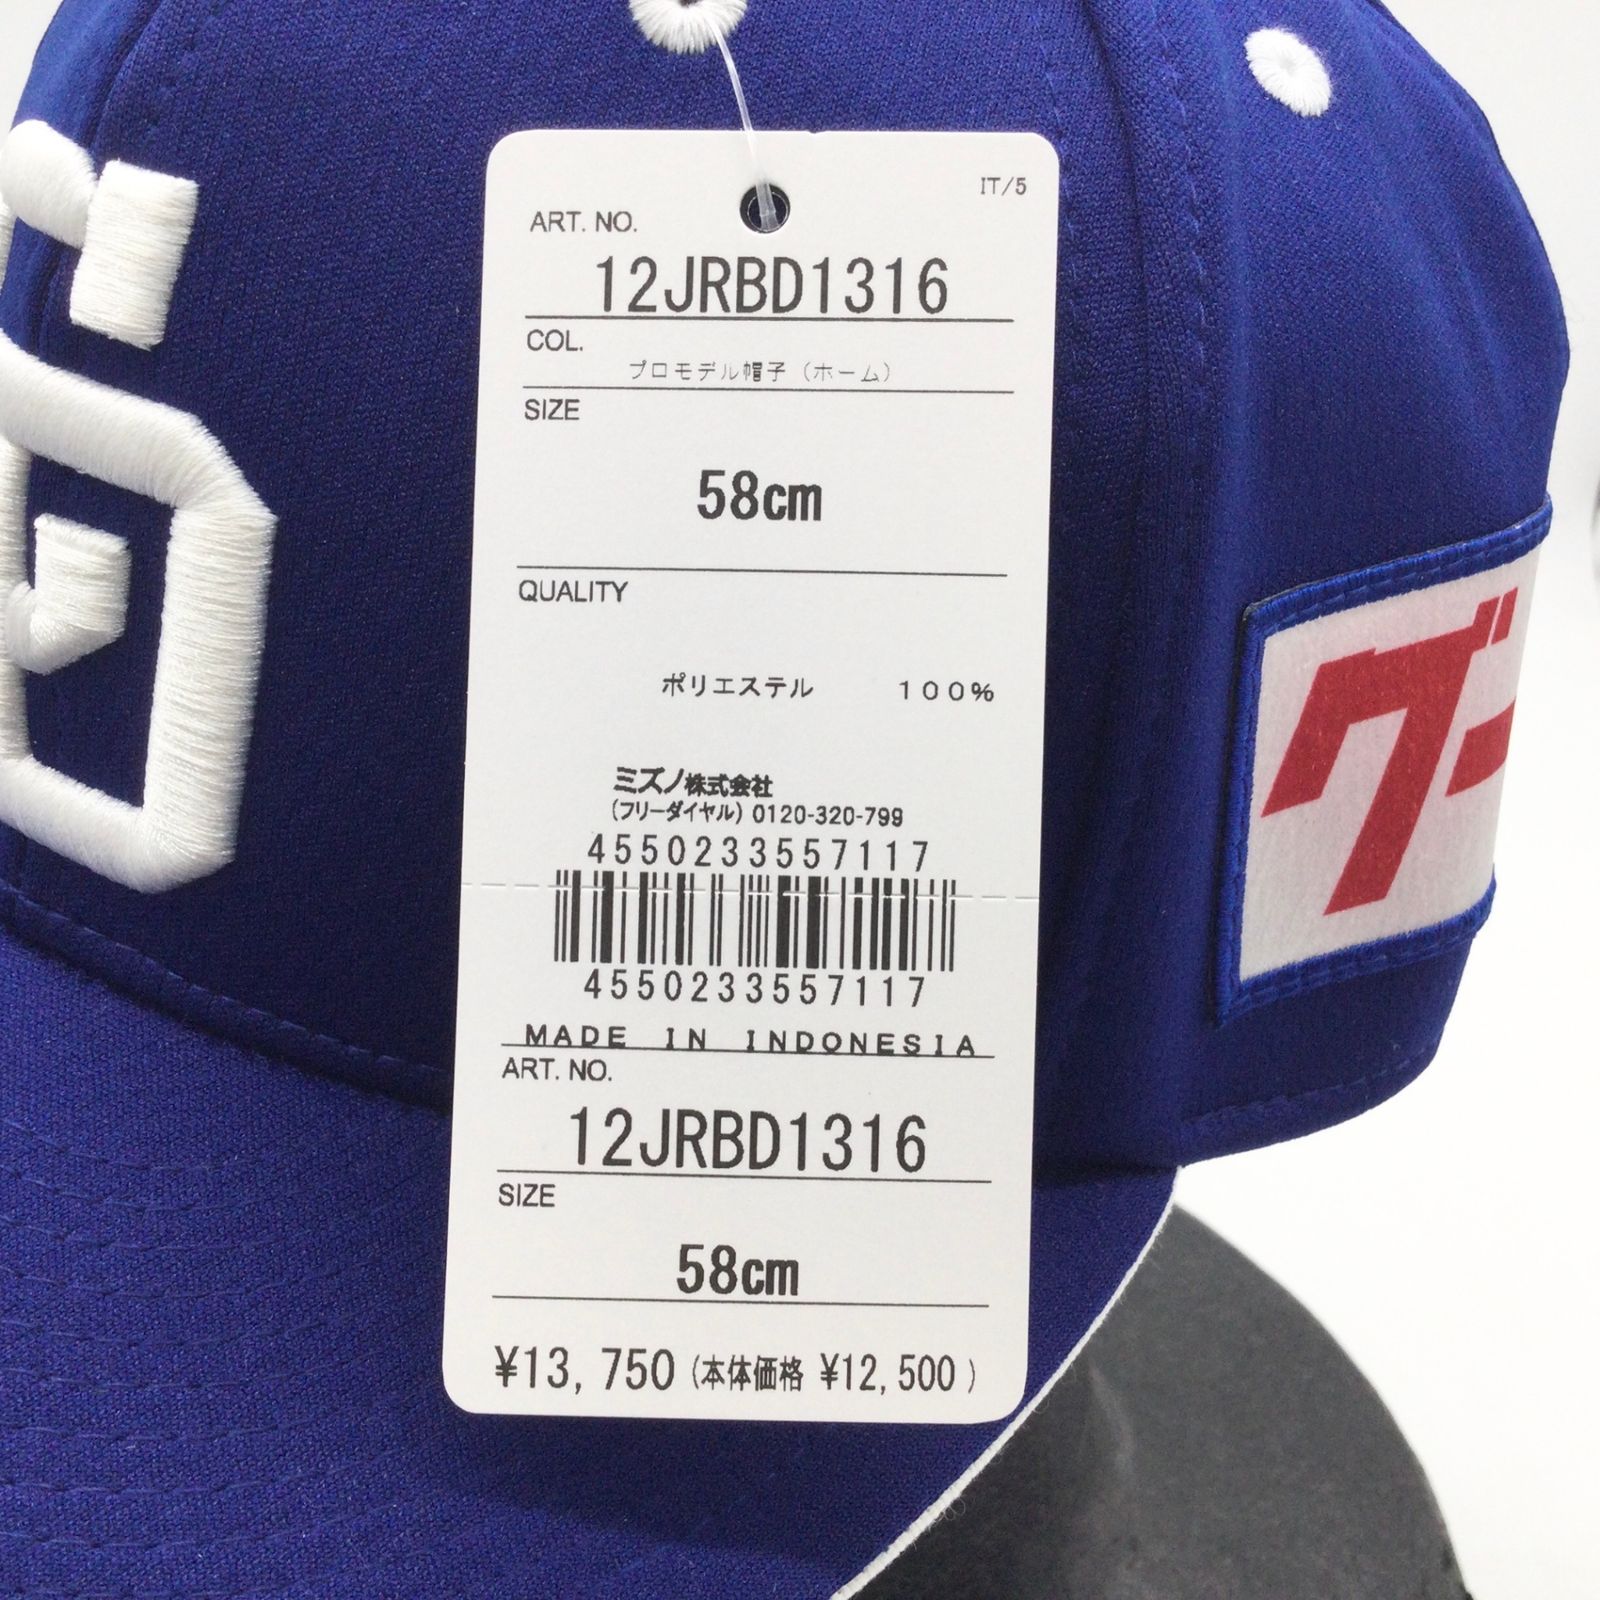 IT/5
ART. NO.
12JRBD1316
COL.
プロモデル帽子（ホーム）
SIZE
58cm
QUALITY
ポリエステル 100%
ミズノ株式会社
(フリーダイヤル) 0120-320-799
4550233557117
4550233557117
MADE IN INDONESIA
ART. NO.
12JRBD1316
SIZE
58cm
¥13,750 (本体価格 ¥12,500 )
グ